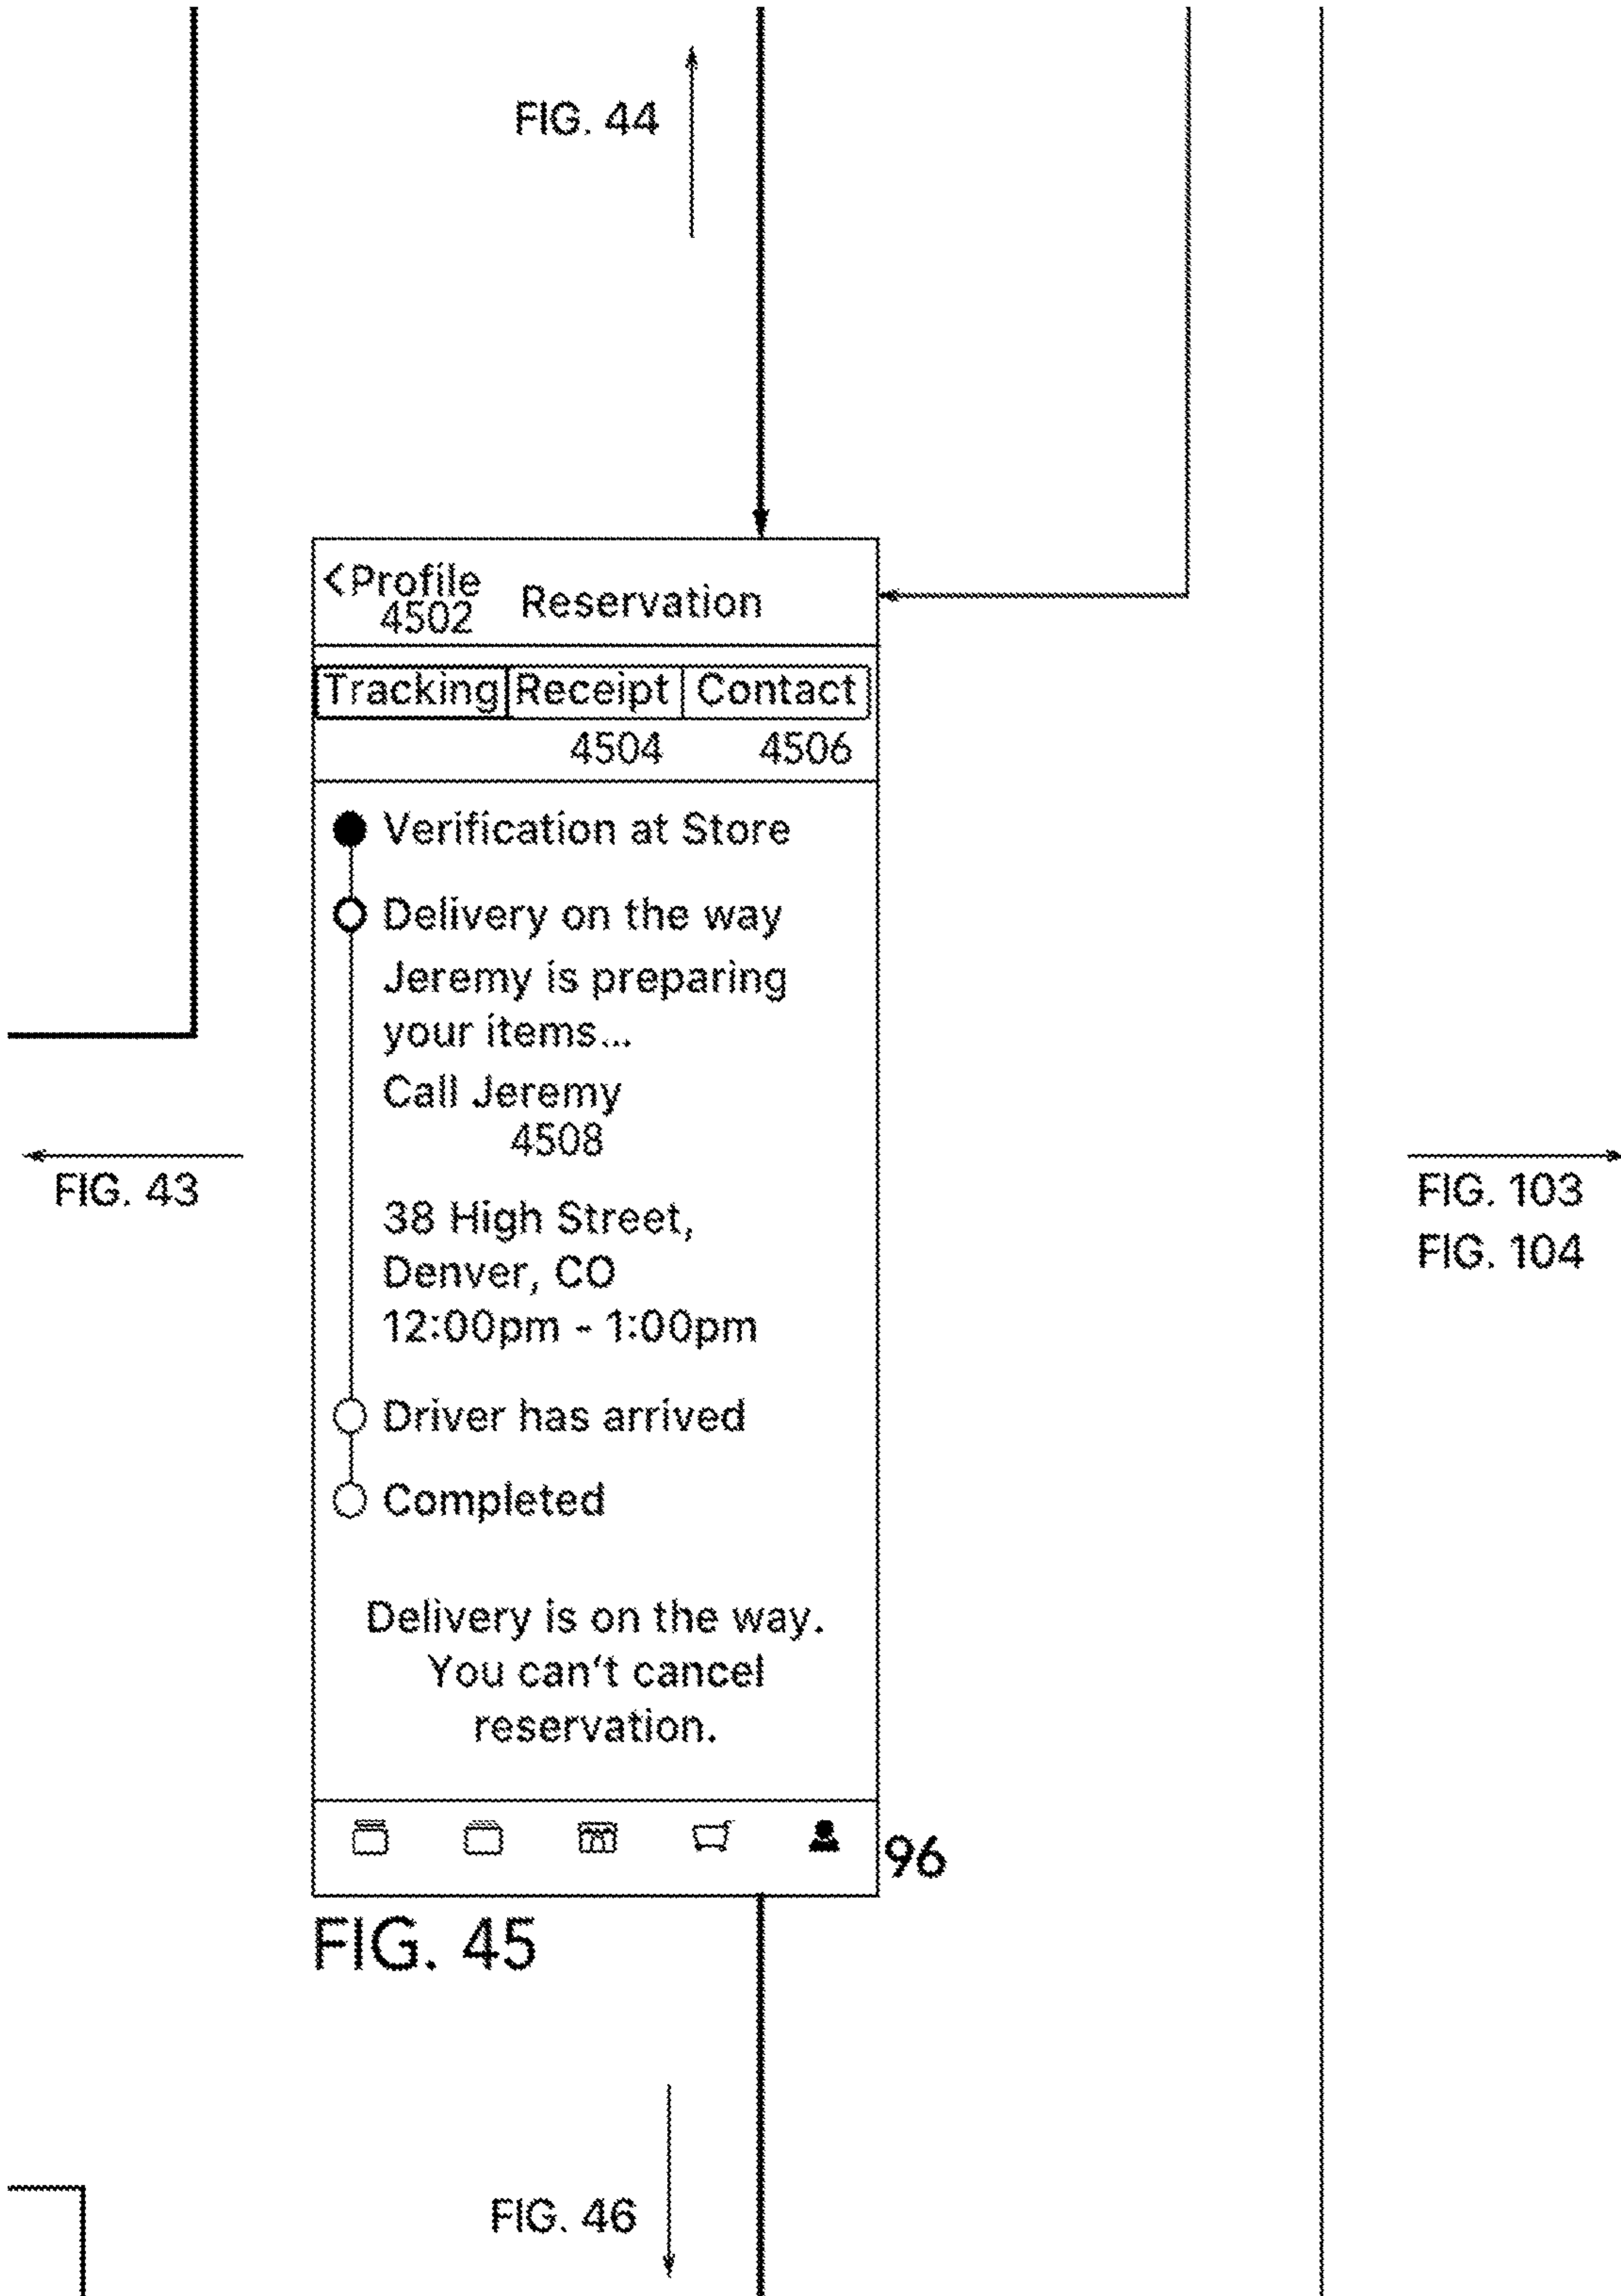 FIG. 44
Profile
4502
Reservation
Tracking Receipt Contact
4504 4506
Verification at Store
Delivery on the way
Jeremy is preparing
your items...
Call Jeremy
4508
FIG. 43
FIG. 103
FIG. 104
38 High Street,
Denver, CO
12:00pm - 1:00pm
Driver has arrived
Completed
Delivery is on the way.
You can't cancel
reservation.
96
FIG. 45
FIG. 46